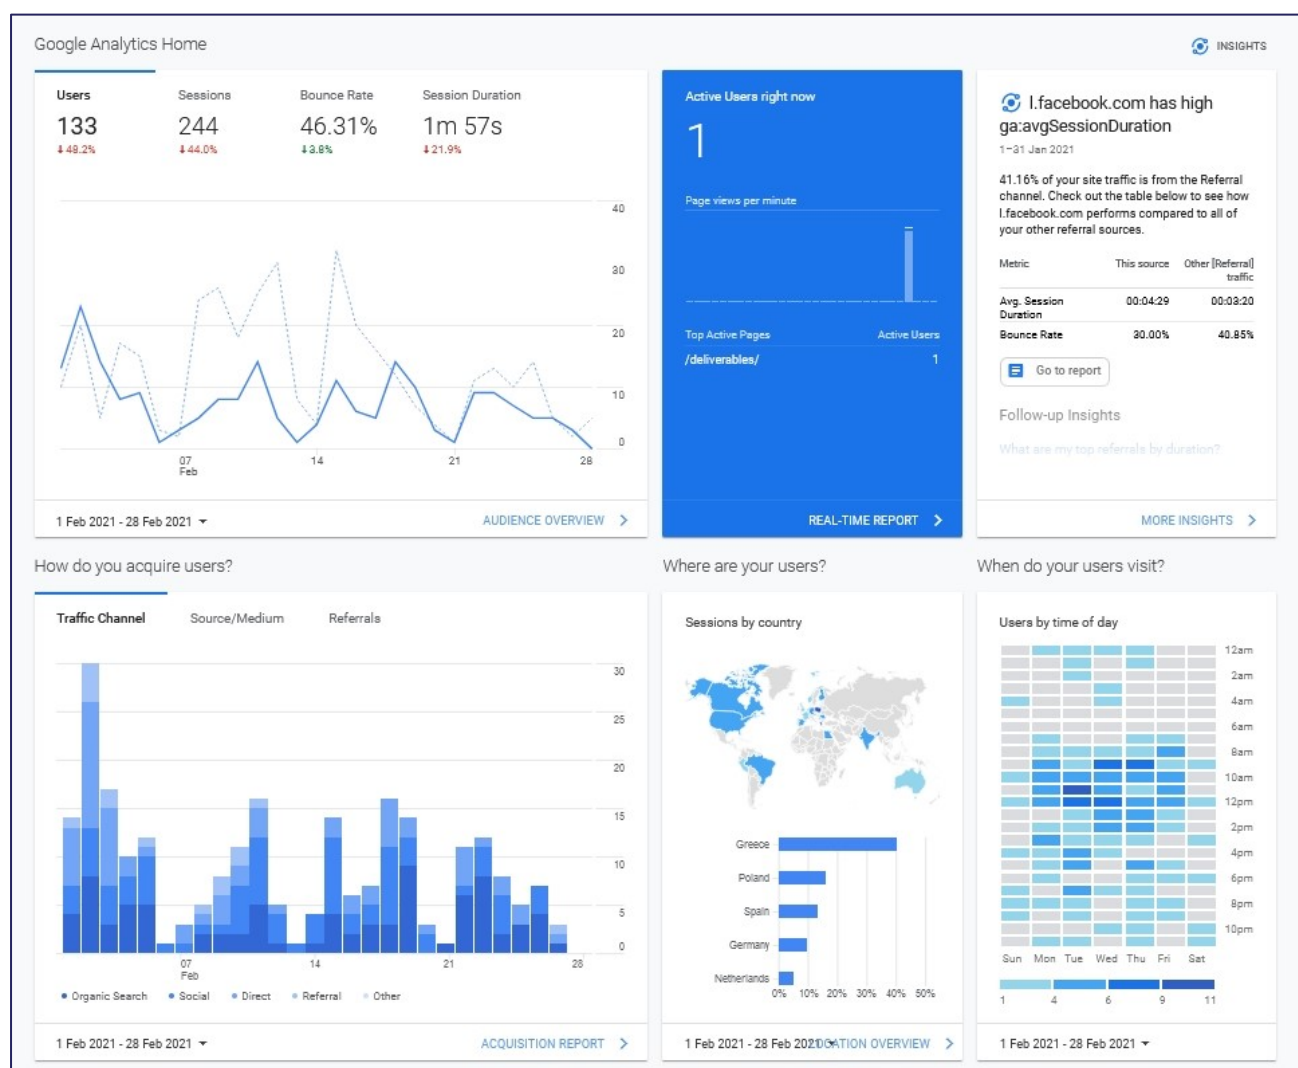 Google Analytics Home
INSIGHTS
Users
133
48.2%
Sessions
244
44.0%
Bounce Rate
46.31%
3.8%
Session Duration
1m 57s
21.9%
40
30
20
10
0
07
Feb
14
21
28
1 Feb 2021 - 28 Feb 2021
AUDIENCE OVERVIEW
Active Users right now
1
Page views per minute
Top Active Pages Active Users
/deliverables/ 1
REAL-TIME REPORT
l.facebook.com has high
ga:avgSessionDuration
1-31 Jan 2021
41.16% of your site traffic is from the Referral
channel. Check out the table below to see how
l.facebook.com performs compared to all of
your other referral sources.
Metric This source Other [Referral]
traffic
Avg. Session 00:04:29 00:03:20
Duration
Bounce Rate 30.00% 40.85%
Go to report
Follow-up Insights
What are my top referrals by duration?
MORE INSIGHTS
How do you acquire users?
Traffic Channel Source/Medium Referrals
30
25
20
15
10
5
0
07
Feb
14
21
28
Organic Search Social Direct Referral Other
1 Feb 2021 - 28 Feb 2021
ACQUISITION REPORT
Where are your users?
Sessions by country
Greece
Poland
Spain
Germany
Netherlands
0% 10% 20% 30% 40% 50%
1 Feb 2021 - 28 Feb 2021
LOCATION OVERVIEW
When do your users visit?
Users by time of day
12am
2am
4am
6am
8am
10am
12pm
2pm
4pm
6pm
8pm
10pm
Sun Mon Tue Wed Thu Fri Sat
1 4 6 9 11
1 Feb 2021 - 28 Feb 2021